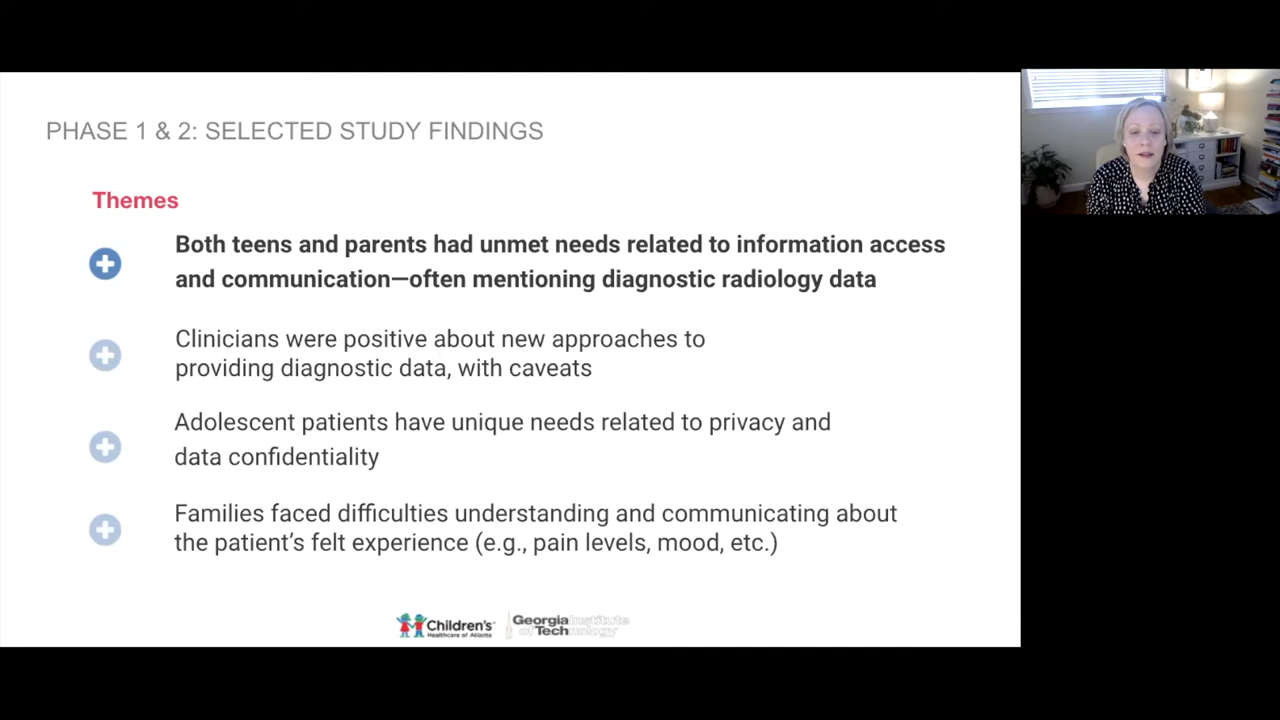 PHASE 1 & 2: SELECTED STUDY FINDINGS
Themes
Both teens and parents had unmet needs related to information access
and communication—often mentioning diagnostic radiology data
Clinicians were positive about new approaches to
providing diagnostic data, with caveats
Adolescent patients have unique needs related to privacy and
data confidentiality
Families faced difficulties understanding and communicating about
the patient’s felt experience (e.g., pain levels, mood, etc.)
Children's
Healthcare of Atlanta
Georgia Institute
of Technology